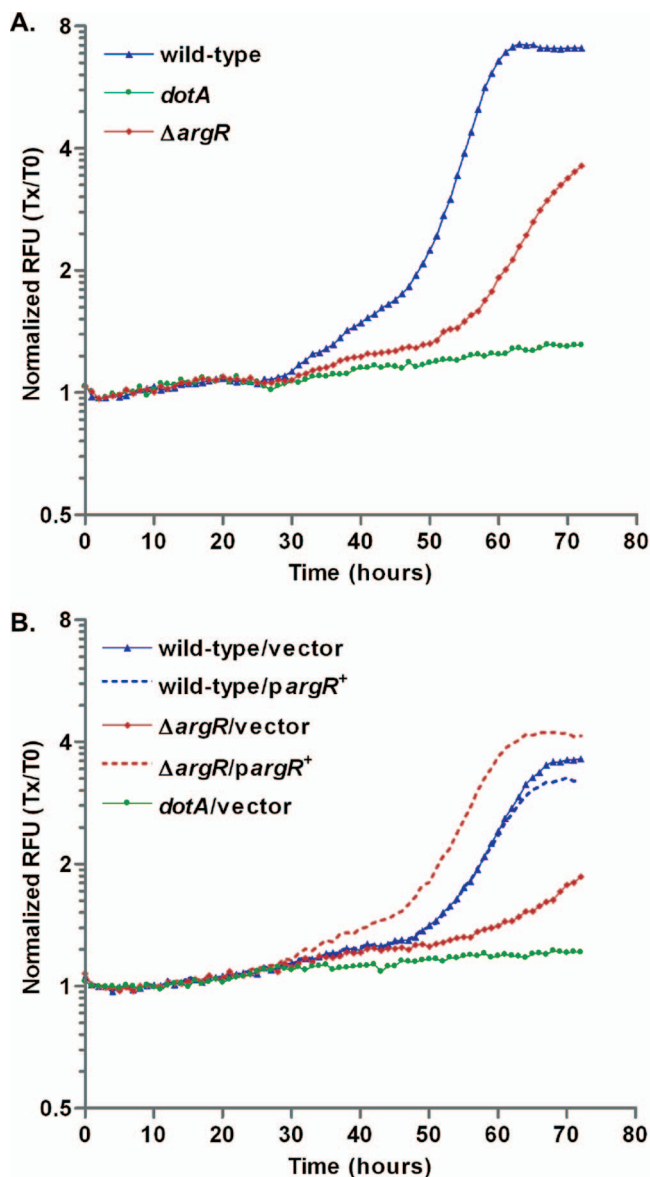 A.
8
4
2
1
0.5
Normalized RFU (Tx/T0)
wild-type
dotA
ΔargR
0 10 20 30 40 50 60 70 80
Time (hours)
B.
8
4
2
1
0.5
Normalized RFU (Tx/T0)
wild-type/vector
wild-type/pargR⁺
ΔargR/vector
ΔargR/pargR⁺
dotA/vector
0 10 20 30 40 50 60 70 80
Time (hours)